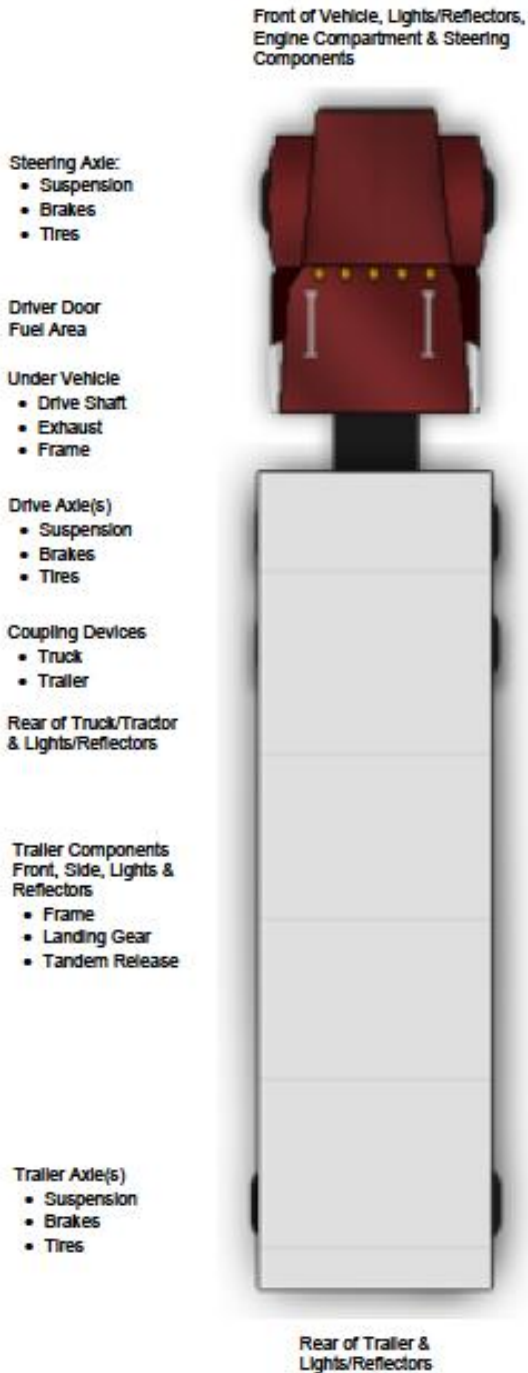 Front of Vehicle, Lights/Reflectors,
Engine Compartment & Steering
Components
Steering Axle:
• Suspension
• Brakes
• Tires
Driver Door
Fuel Area
Under Vehicle
• Drive Shaft
• Exhaust
• Frame
Drive Axle(s)
• Suspension
• Brakes
• Tires
Coupling Devices
• Truck
• Trailer
Rear of Truck/Tractor
& Lights/Reflectors
Trailer Components
Front, Side, Lights &
Reflectors
• Frame
• Landing Gear
• Tandem Release
Trailer Axle(s)
• Suspension
• Brakes
• Tires
Rear of Trailer &
Lights/Reflectors